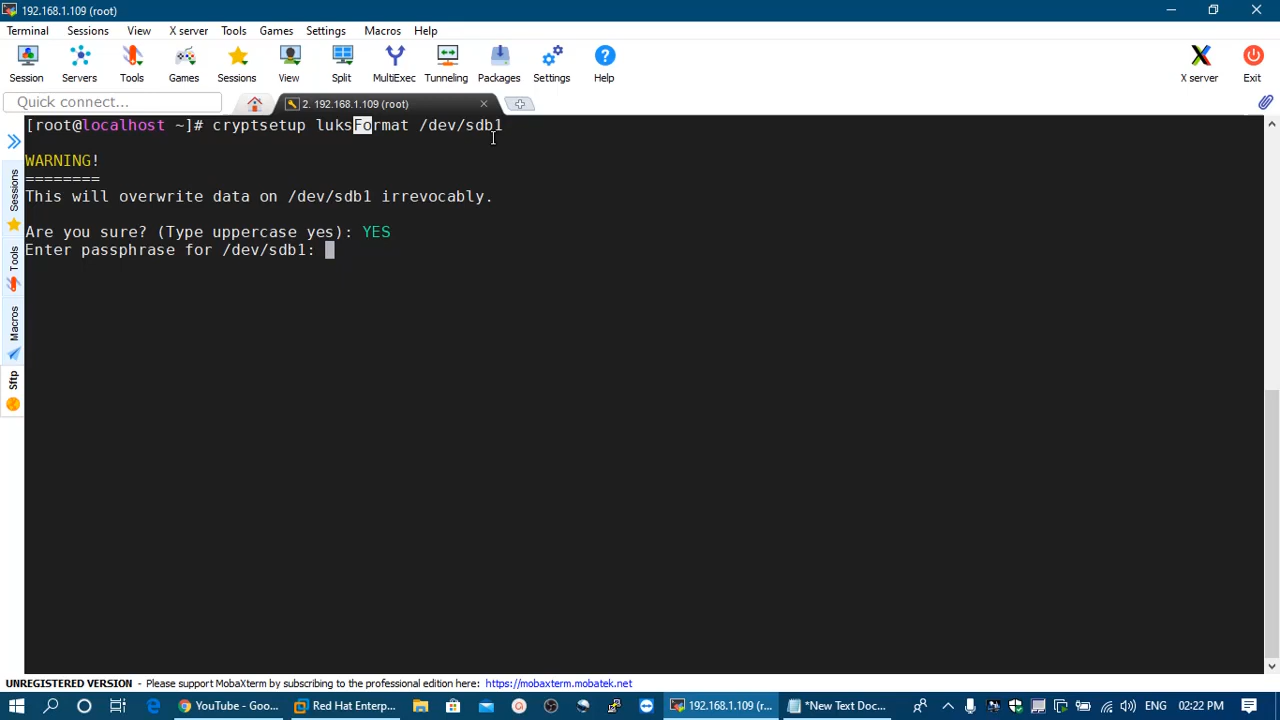 192.168.1.109 (root)
Terminal Sessions View X server Tools Games Settings Macros Help
Session Servers Tools Games Sessions View Split MultiExec Tunneling Packages Settings Help X server Exit
Quick connect...
2. 192.168.1.109 (root)
[root@localhost ~]# cryptsetup luksFormat /dev/sdb1
WARNING!
========
This will overwrite data on /dev/sdb1 irrevocably.
Are you sure? (Type uppercase yes): YES
Enter passphrase for /dev/sdb1:
Sessions
Tools
Macros
Sftp
UNREGISTERED VERSION - Please support MobaXterm by subscribing to the professional edition here: https://mobaxterm.mobatek.net
YouTube - Goo...
Red Hat Enterp...
192.168.1.109 (r...
*New Text Doc...
ENG 02:22 PM